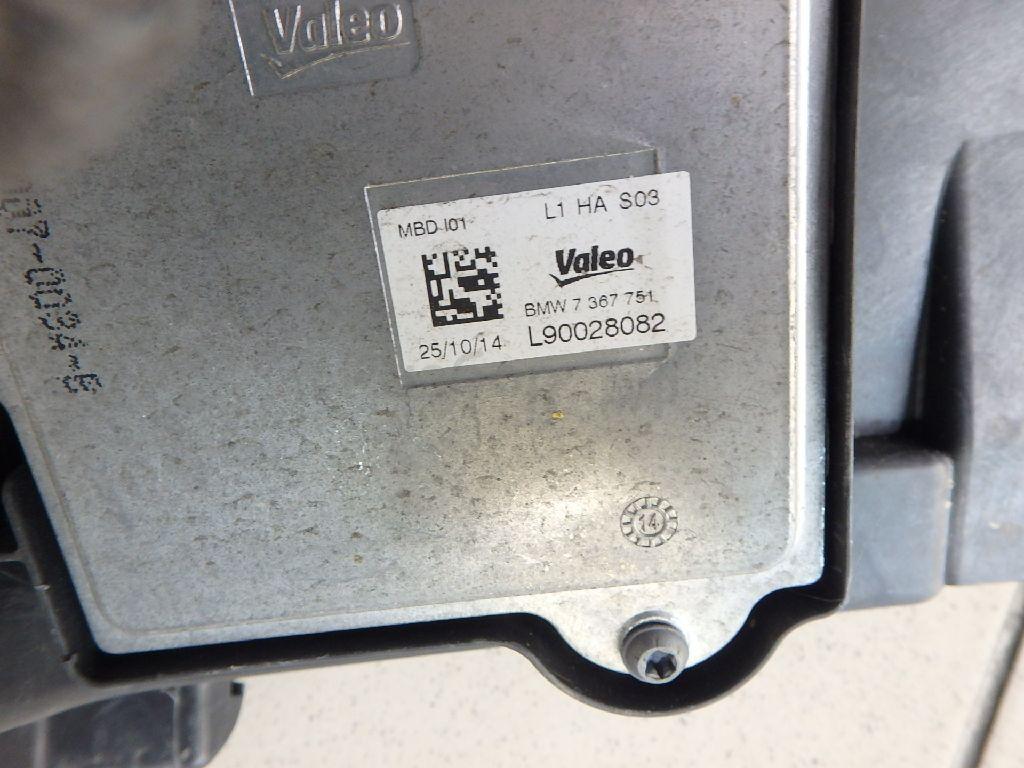 Valeo
MBD I01
L1 HA S03
Valeo
BMW 7 367 751
25/10/14
L90028082
14